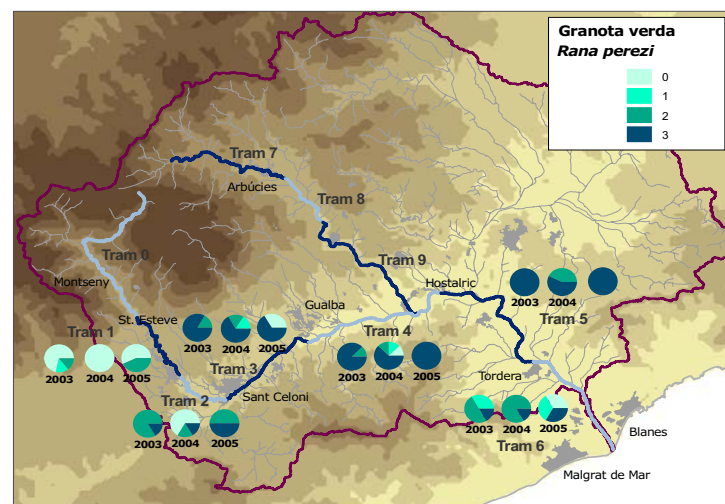 Granota verda
Rana perezi
0
1
2
3
Tram 7
Arbúcies
Tram 8
Tram 0
Tram 9
Montseny
Hostalric
Gualba
2003
2004
Tram 5
St. Esteve
Tram 1
2003
2004
2005
Tram 4
2003
2004
2005
Tram 3
2003
2004
2005
Tordera
Tram 2
Sant Celoni
2003
2004
2005
2003
2004
2005
Tram 6
Blanes
Malgrat de Mar